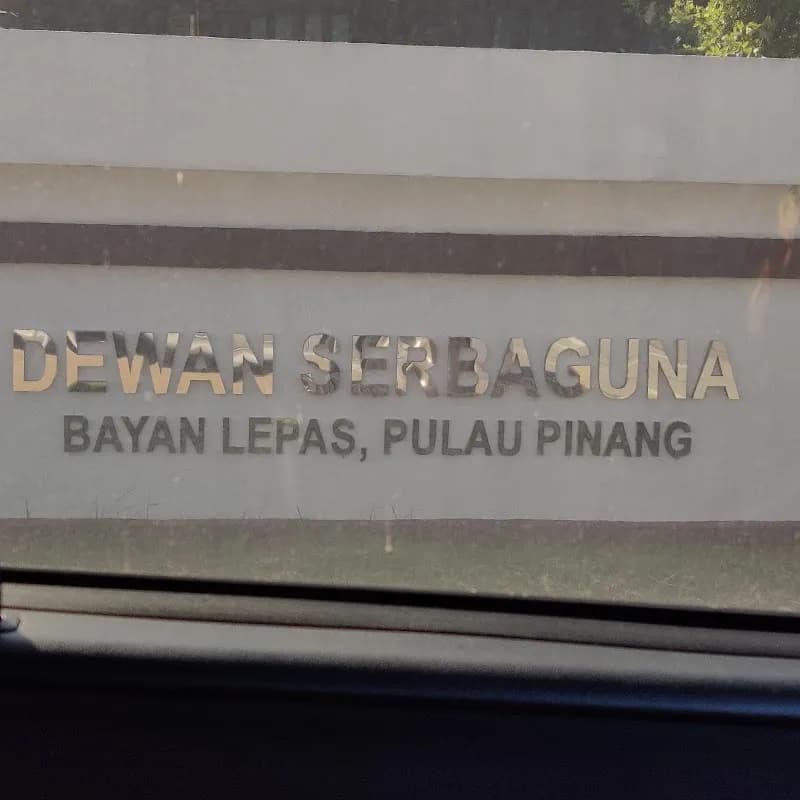 DEWAN SERBAGUNA
BAYAN LEPAS, PULAU PINANG